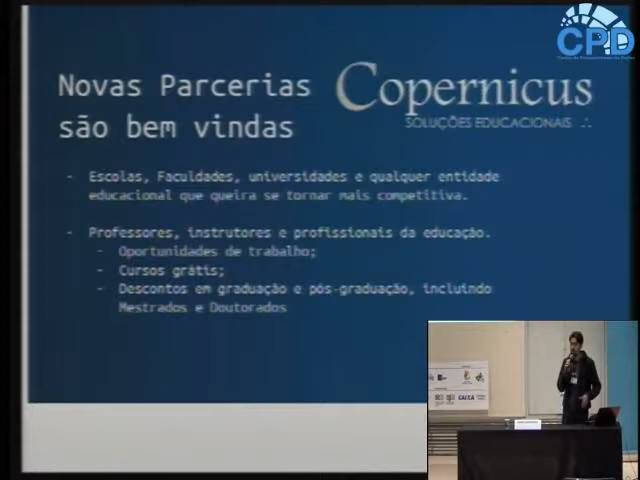 CPD
Novas Parcerias
são bem vindas
Copernicus
SOLUÇÕES EDUCACIONAIS
- Escolas, Faculdades, universidades e qualquer entidade
educacional que queira se tornar mais competitiva.
- Professores, instrutores e profissionais da educação.
- Oportunidades de trabalho;
- Cursos grátis;
- Descontos em graduação e pós-graduação, incluindo
Mestrados e Doutorados
CAIXA